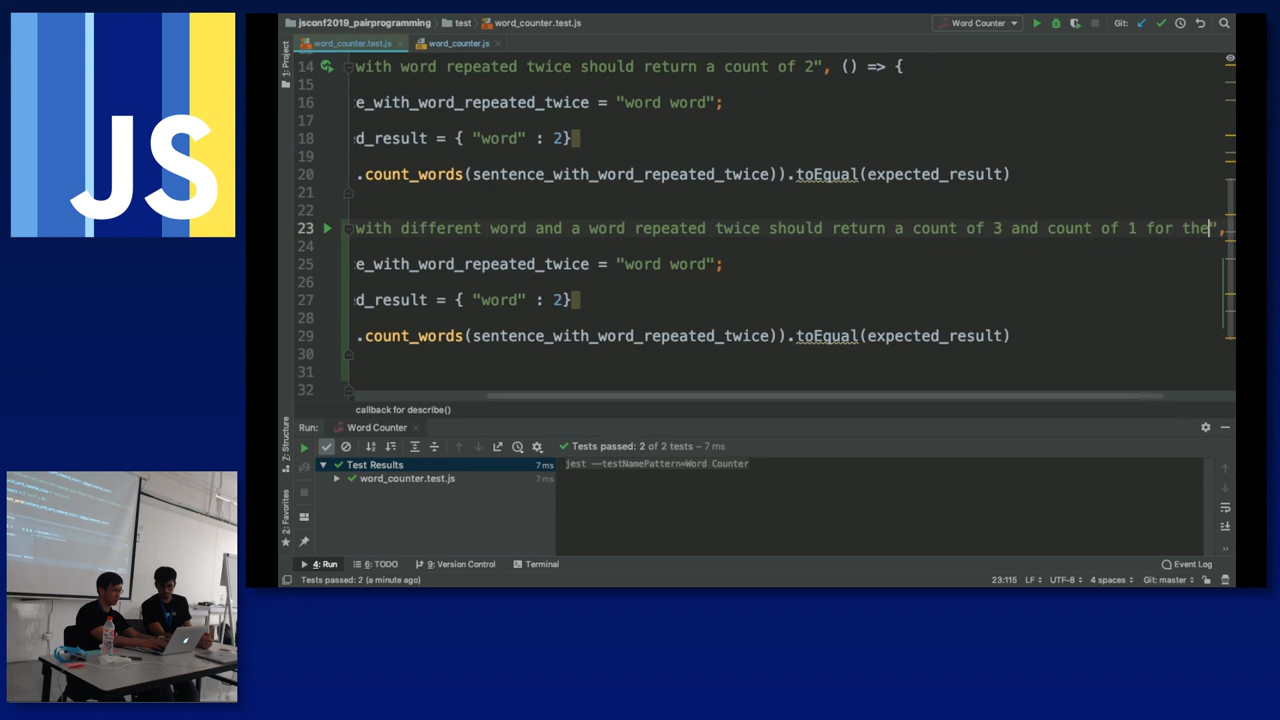 JS
jsconf2019_pairprogramming
test
word_counter.test.js
Word Counter
Git:
word_counter.test.js
word_counter.js
1: Project
14 with word repeated twice should return a count of 2", () => {
15
16 e_with_word_repeated_twice = "word word";
17
18 d_result = { "word" : 2}
19
20 .count_words(sentence_with_word_repeated_twice)).toEqual(expected_result)
21
22
23 with different word and a word repeated twice should return a count of 3 and count of 1 for the",
24
25 e_with_word_repeated_twice = "word word";
26
27 d_result = { "word" : 2}
28
29 .count_words(sentence_with_word_repeated_twice)).toEqual(expected_result)
30
31
32
callback for describe()
Run: Word Counter
Tests passed: 2 of 2 tests – 7 ms
Test Results 7 ms
jest --testNamePattern=Word Counter
word_counter.test.js 7 ms
Z: Structure
2: Favorites
4: Run
6: TODO
9: Version Control
Terminal
Event Log
Tests passed: 2 (a minute ago)
23:115 LF UTF-8 4 spaces Git: master